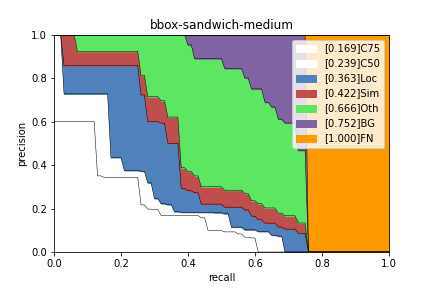 bbox-sandwich-medium
1.0
0.8
0.6
0.4
0.2
0.0
precision
0.0 0.2 0.4 0.6 0.8 1.0
recall
[0.169]C75
[0.239]C50
[0.363]Loc
[0.422]Sim
[0.666]Oth
[0.752]BG
[1.000]FN